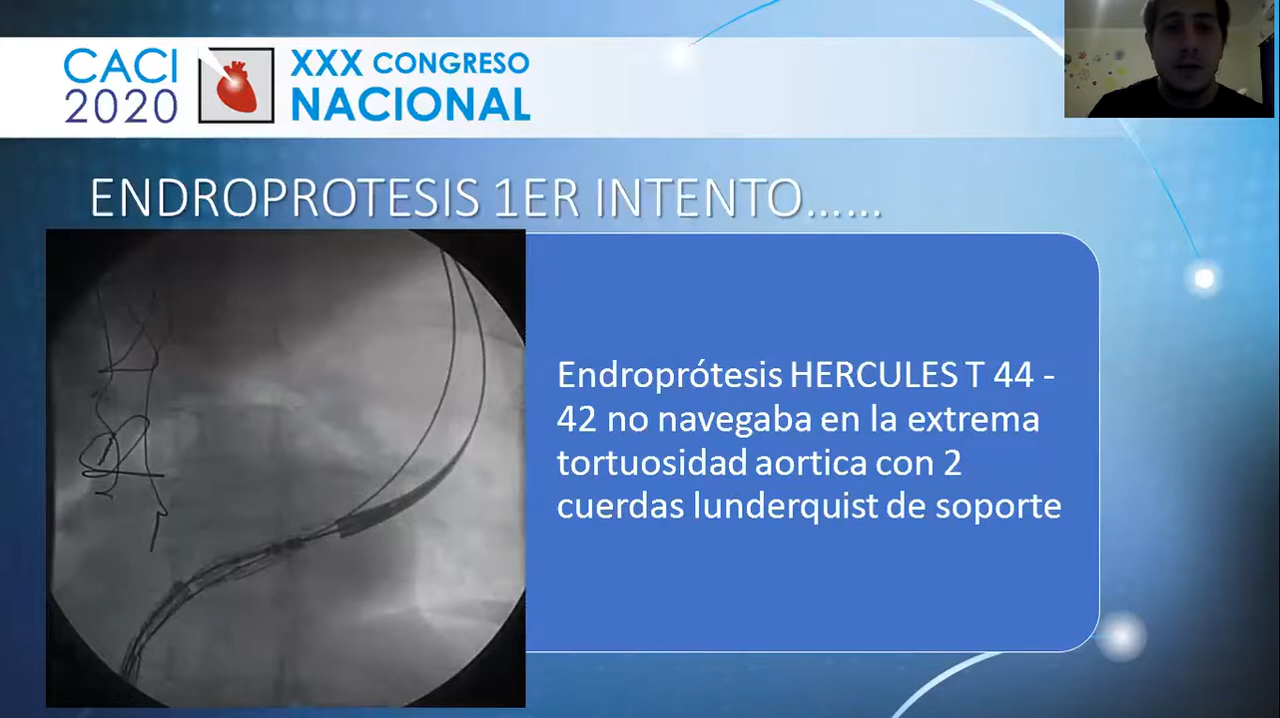 CACI
2020
XXX CONGRESO
NACIONAL
ENDROPROTESIS 1ER INTENTO......
Endroprótesis HERCULES T 44 -
42 no navegaba en la extrema
tortuosidad aortica con 2
cuerdas lunderquist de soporte